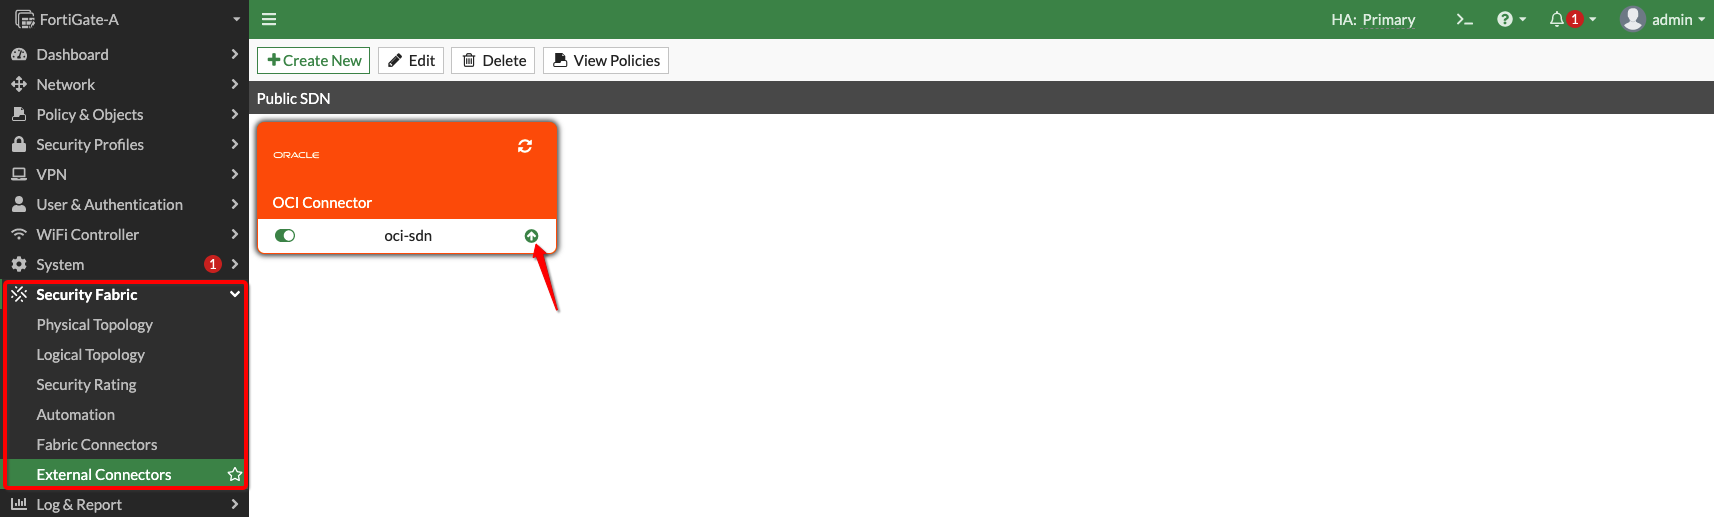 FortiGate-A
HA: Primary
1
admin
Dashboard
Network
Policy & Objects
Security Profiles
VPN
User & Authentication
WiFi Controller
System
1
Security Fabric
Physical Topology
Logical Topology
Security Rating
Automation
Fabric Connectors
External Connectors
Log & Report
Create New
Edit
Delete
View Policies
Public SDN
ORACLE
OCI Connector
oci-sdn